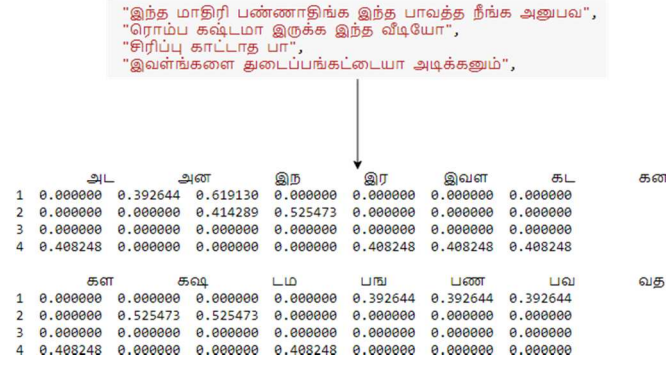 "இந்த மாதிரி பண்ணாதிங்க இந்த பாவத்த நீங்க அனுபவ",
"ரொம்ப கஷ்டமா இருக்க இந்த வீடியோ",
"சிரிப்பு காட்டாத பா",
"இவள்ங்களை துடைப்பங்கட்டையா அடிக்கனும்",
அட அன இந இர இவள கட கன
1 0.000000 0.392644 0.619130 0.000000 0.000000 0.000000 0.000000
2 0.000000 0.000000 0.414289 0.525473 0.000000 0.000000 0.000000
3 0.000000 0.000000 0.000000 0.000000 0.000000 0.000000 0.000000
4 0.408248 0.000000 0.000000 0.000000 0.408248 0.408248 0.408248
கள கஷ டம பங பண பவ வத
1 0.000000 0.000000 0.000000 0.000000 0.392644 0.392644 0.392644
2 0.000000 0.525473 0.525473 0.000000 0.000000 0.000000 0.000000
3 0.000000 0.000000 0.000000 0.000000 0.000000 0.000000 0.000000
4 0.408248 0.000000 0.000000 0.408248 0.000000 0.000000 0.000000